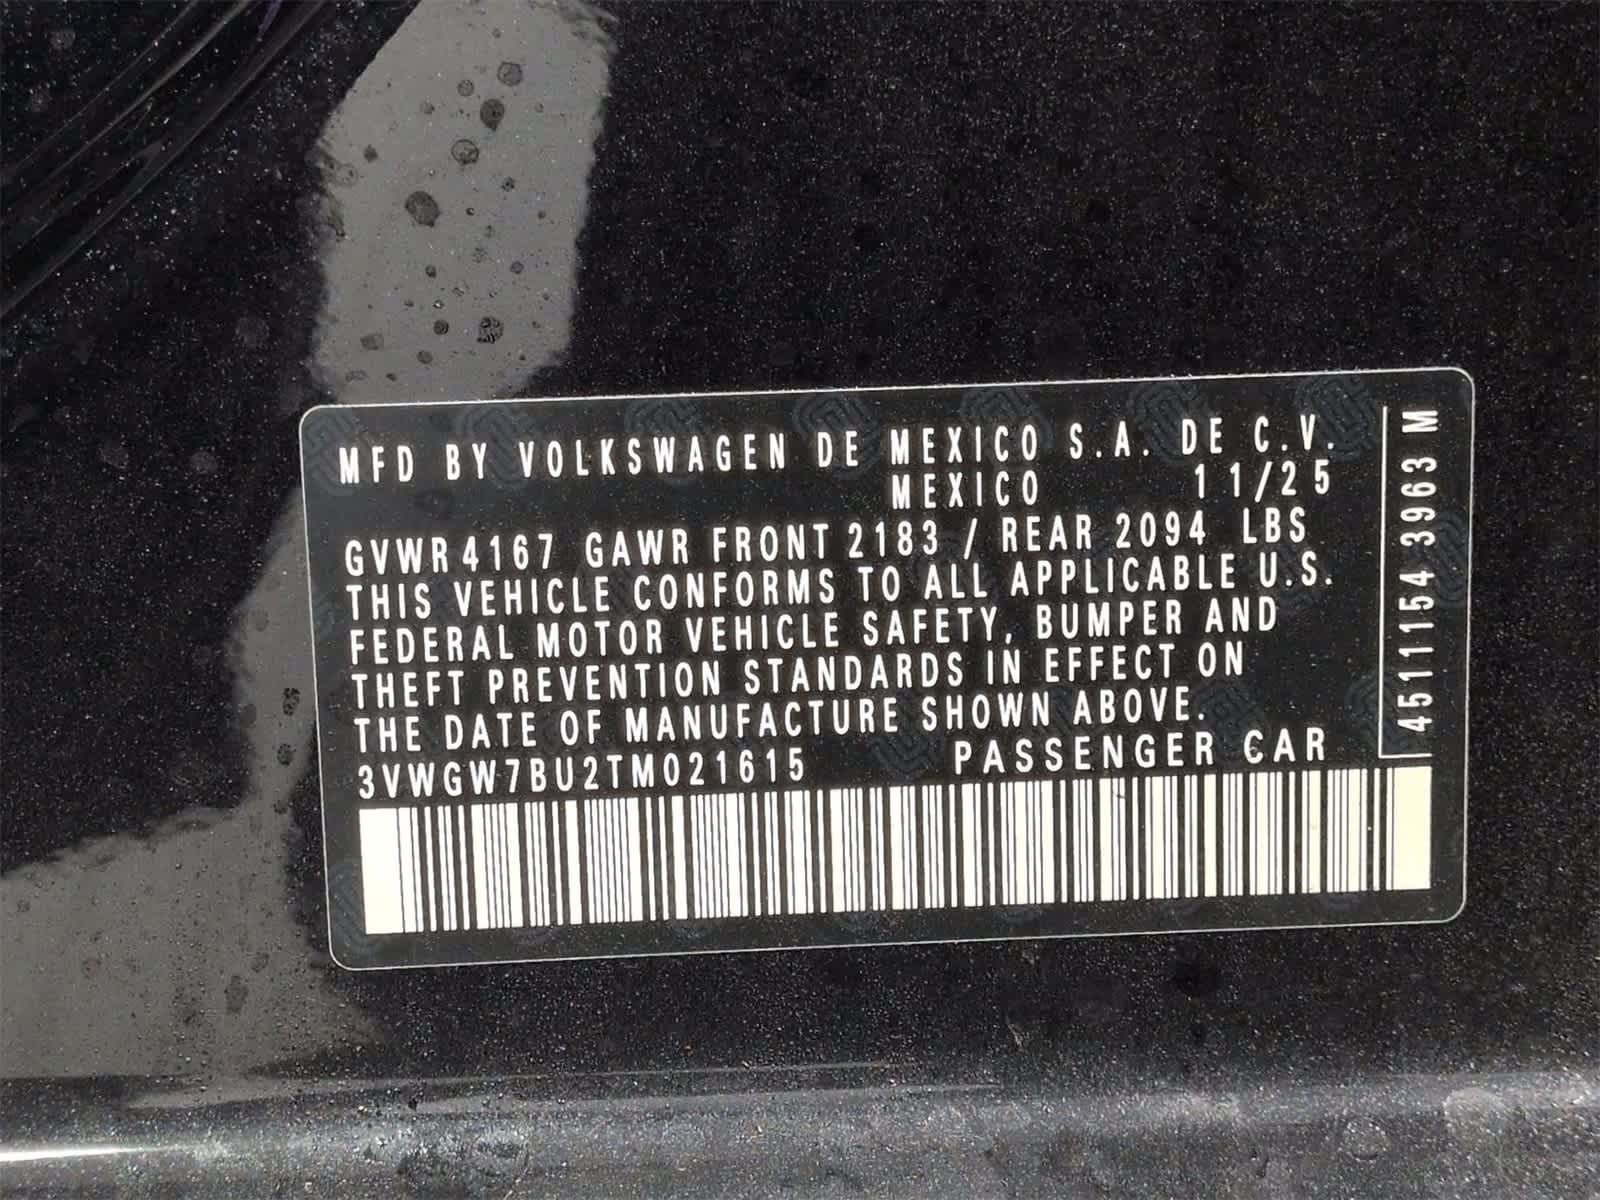 MFD BY VOLKSWAGEN DE MEXICO S.A. DE C.V.
MEXICO 11/25
GVWR 4167 GAWR FRONT 2183 / REAR 2094 LBS
THIS VEHICLE CONFORMS TO ALL APPLICABLE U.S.
FEDERAL MOTOR VEHICLE SAFETY, BUMPER AND
THEFT PREVENTION STANDARDS IN EFFECT ON
THE DATE OF MANUFACTURE SHOWN ABOVE.
3VWGW7BU2TM021615 PASSENGER CAR
451154 3963 M